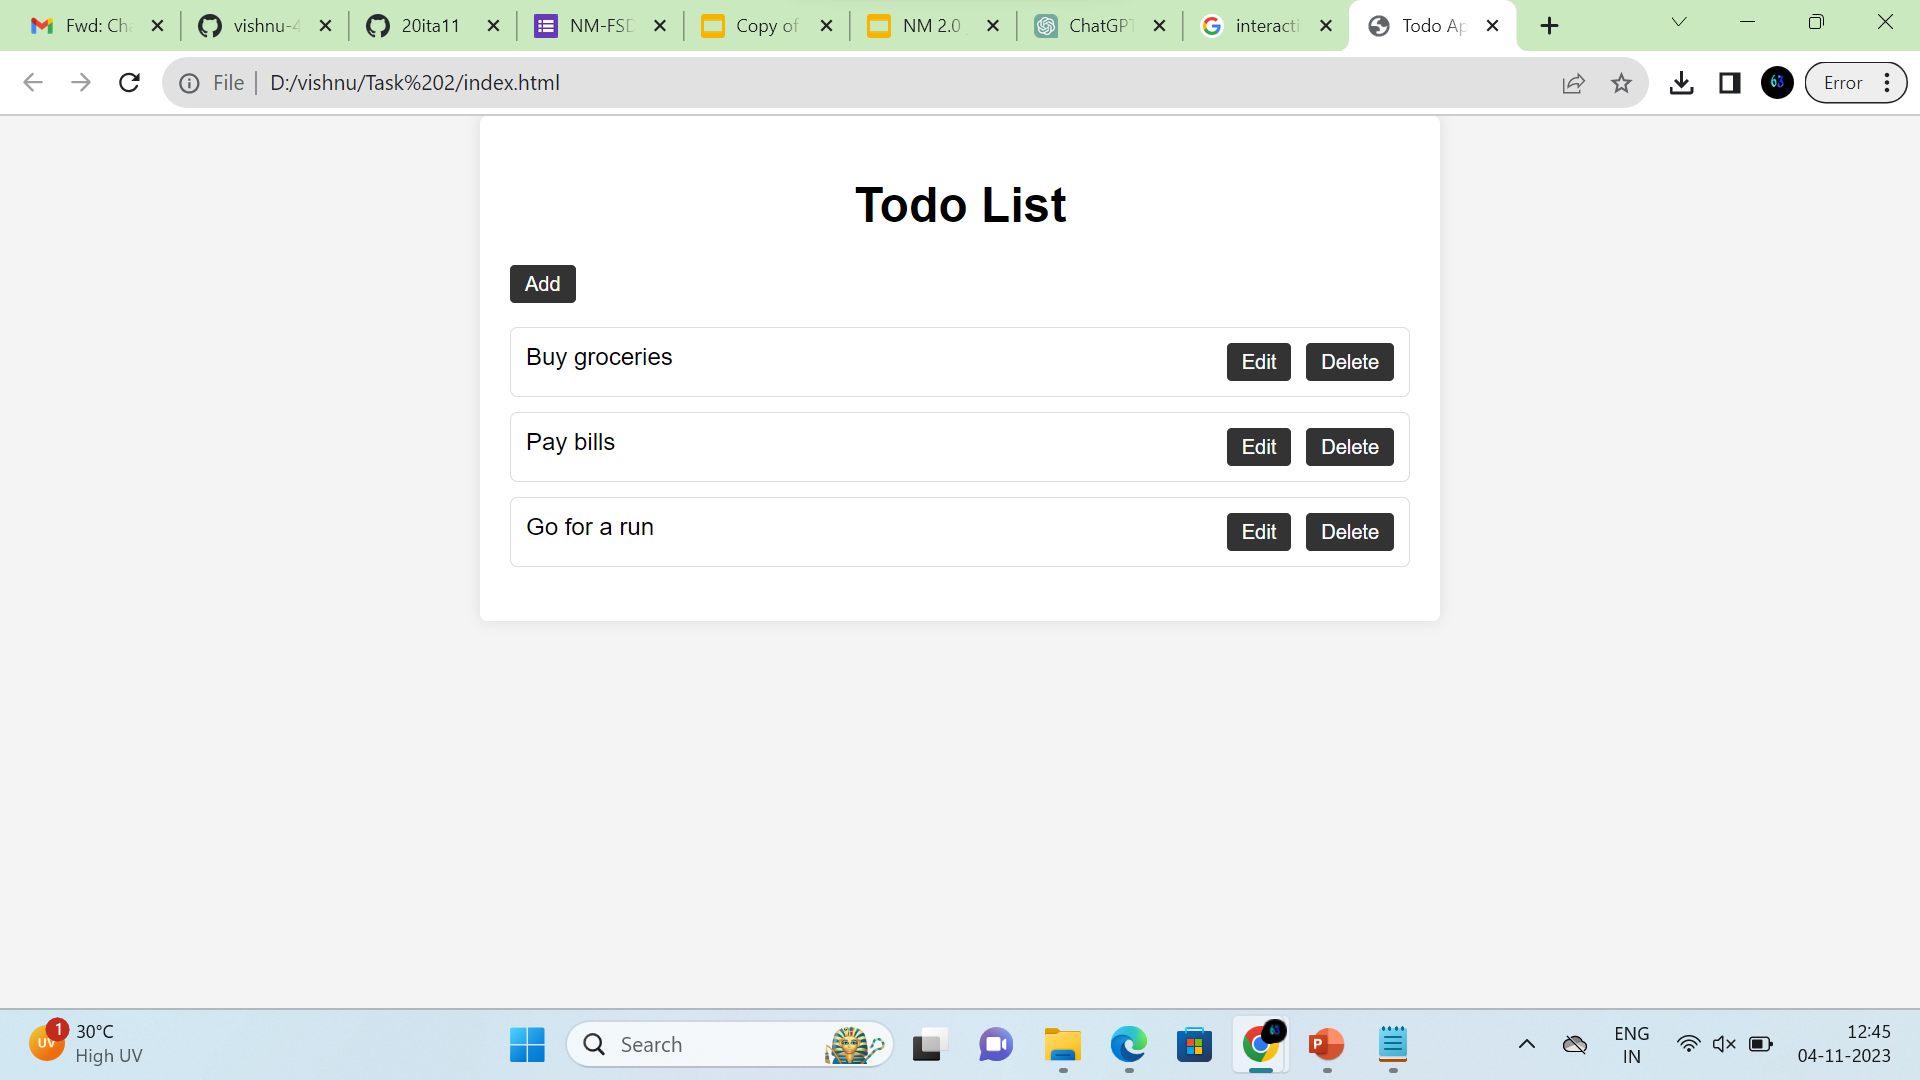 Fwd: Ch
vishnu-4
20ita11
NM-FSD
Copy of
NM 2.0
ChatGPT
interacti
Todo Ap
File
D:/vishnu/Task%202/index.html
63
Error
Todo List
Add
Buy groceries
Edit
Delete
Pay bills
Edit
Delete
Go for a run
Edit
Delete
UV
1
30°C
High UV
Search
63
P
ENG
IN
12:45
04-11-2023